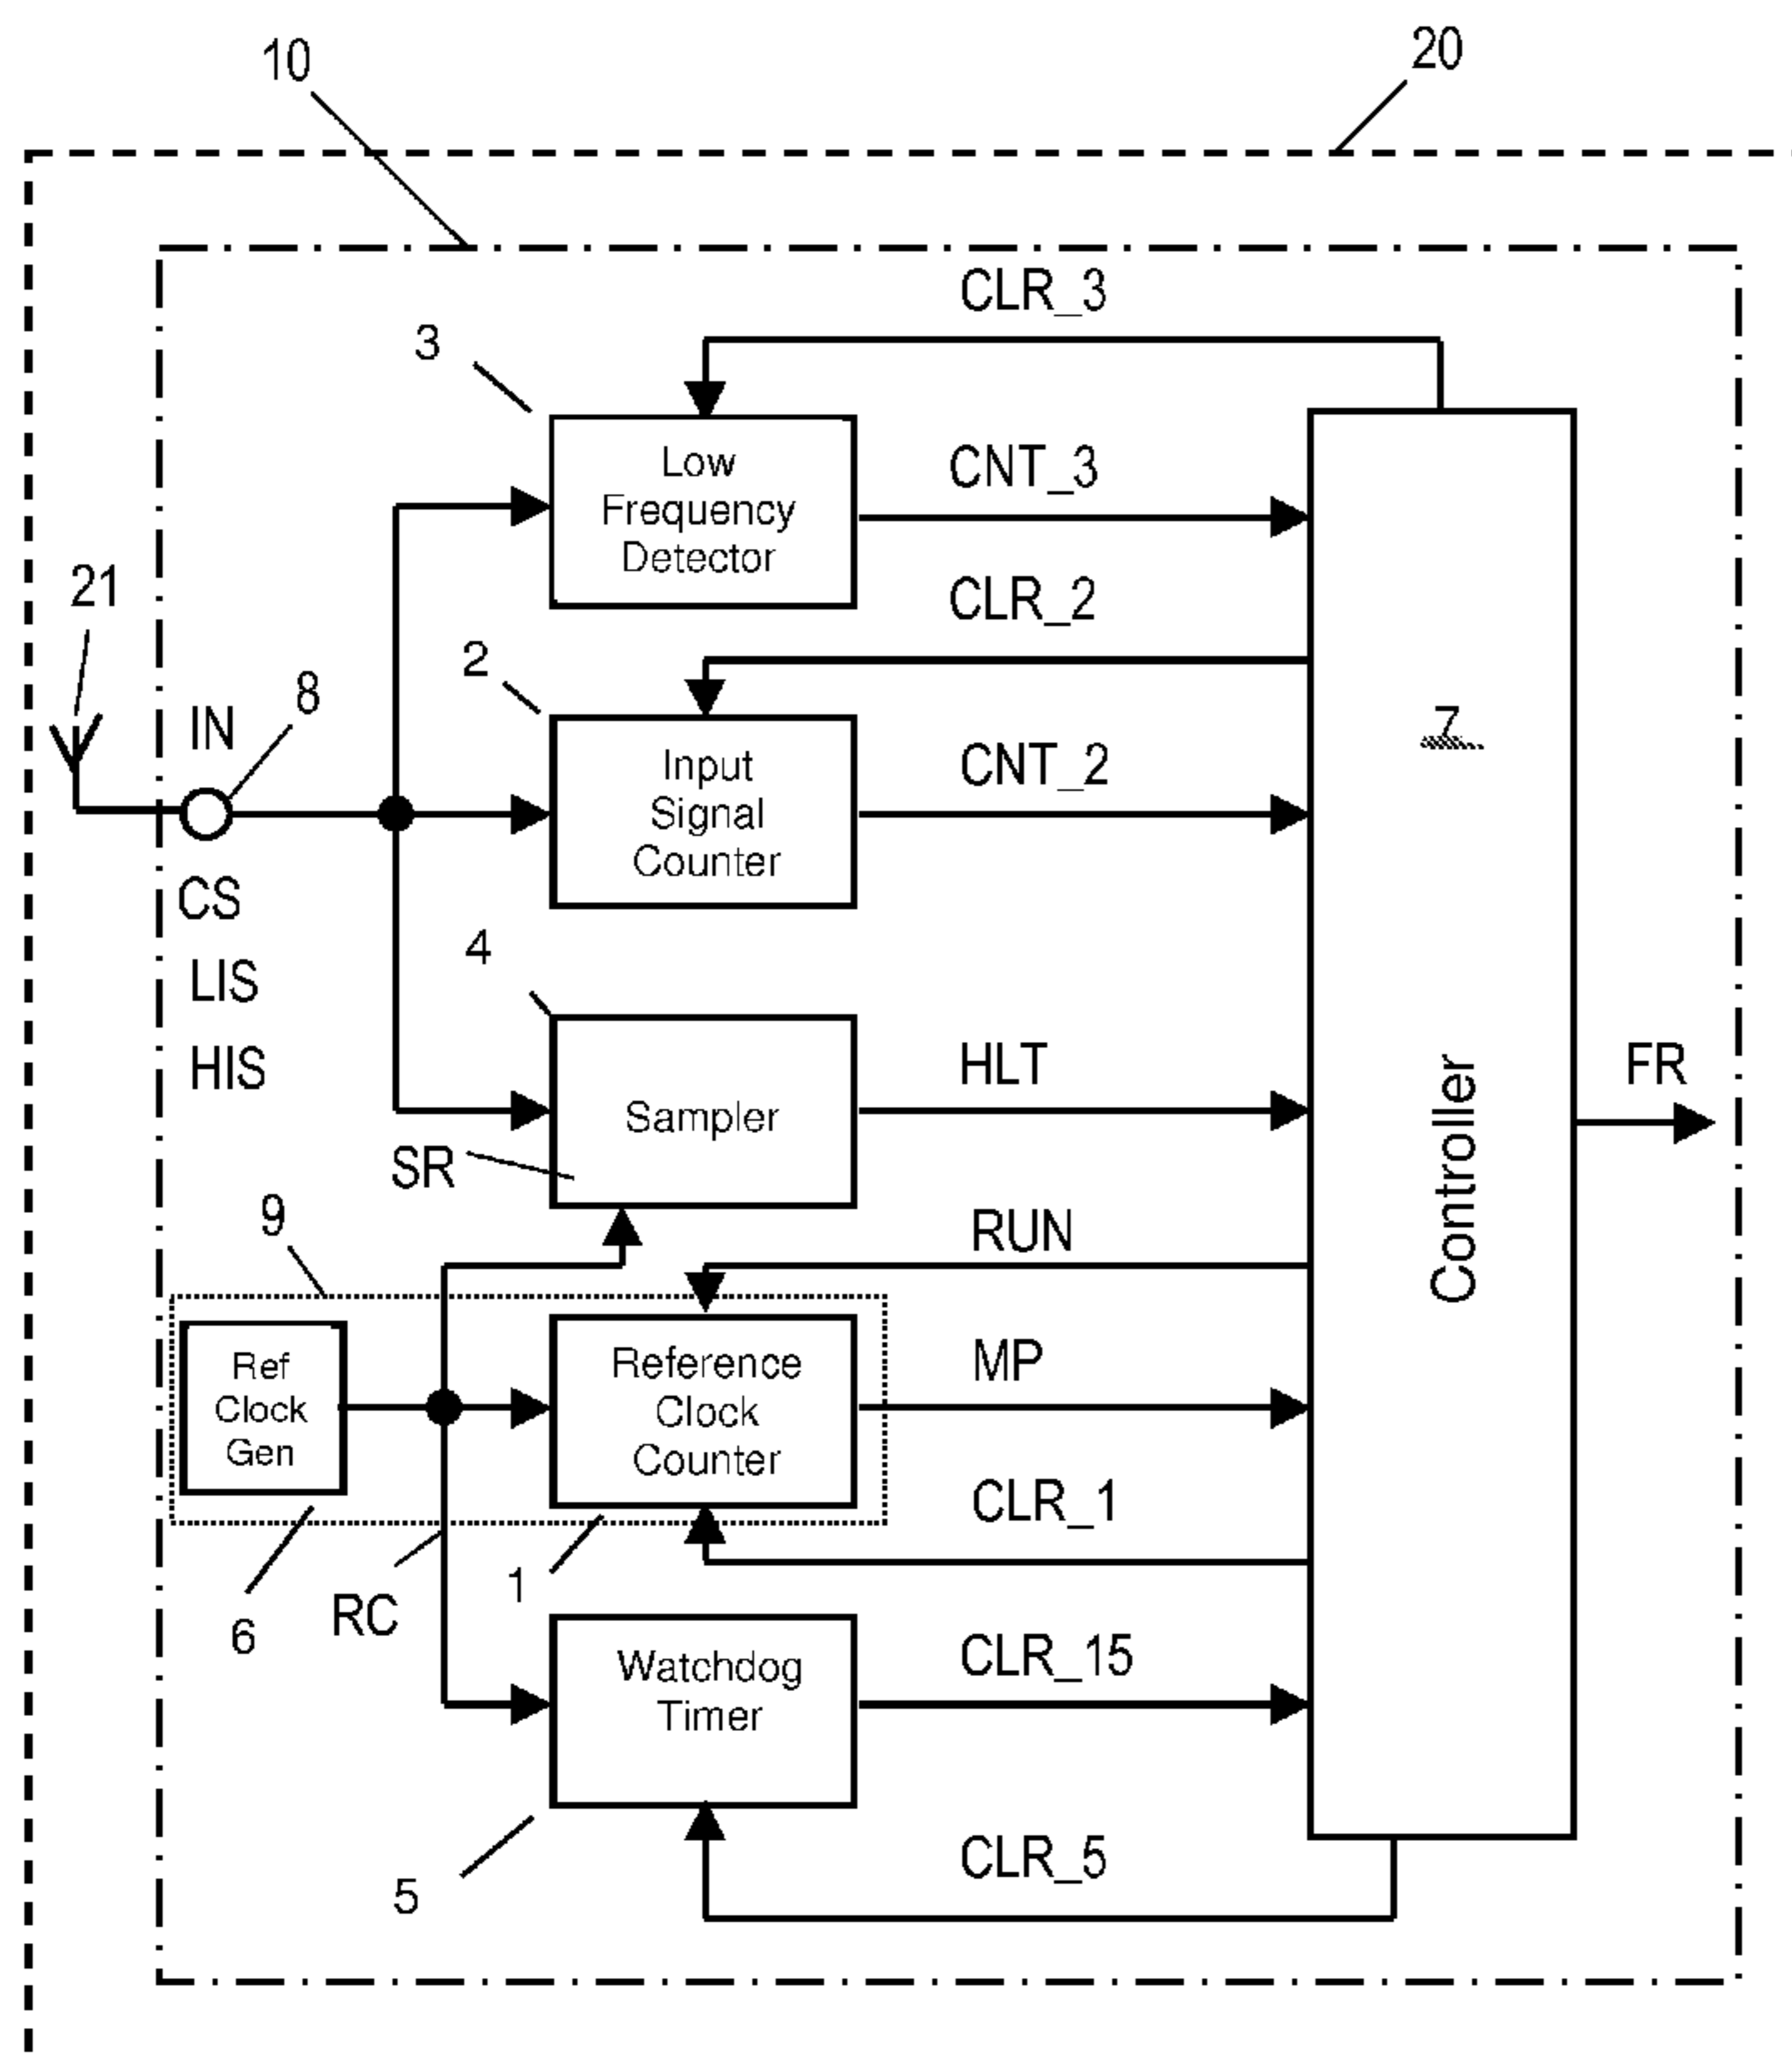 10
20
CLR_3
3
Low
Frequency
Detector
CNT_3
21
CLR_2
2
IN
8
Input
Signal
Counter
CNT_2
7
CS
4
LIS
HIS
Sampler
HLT
FR
SR
Controller
9
RUN
Ref
Clock
Gen
Reference
Clock
Counter
MP
CLR_1
6
RC
1
Watchdog
Timer
CLR_15
5
CLR_5